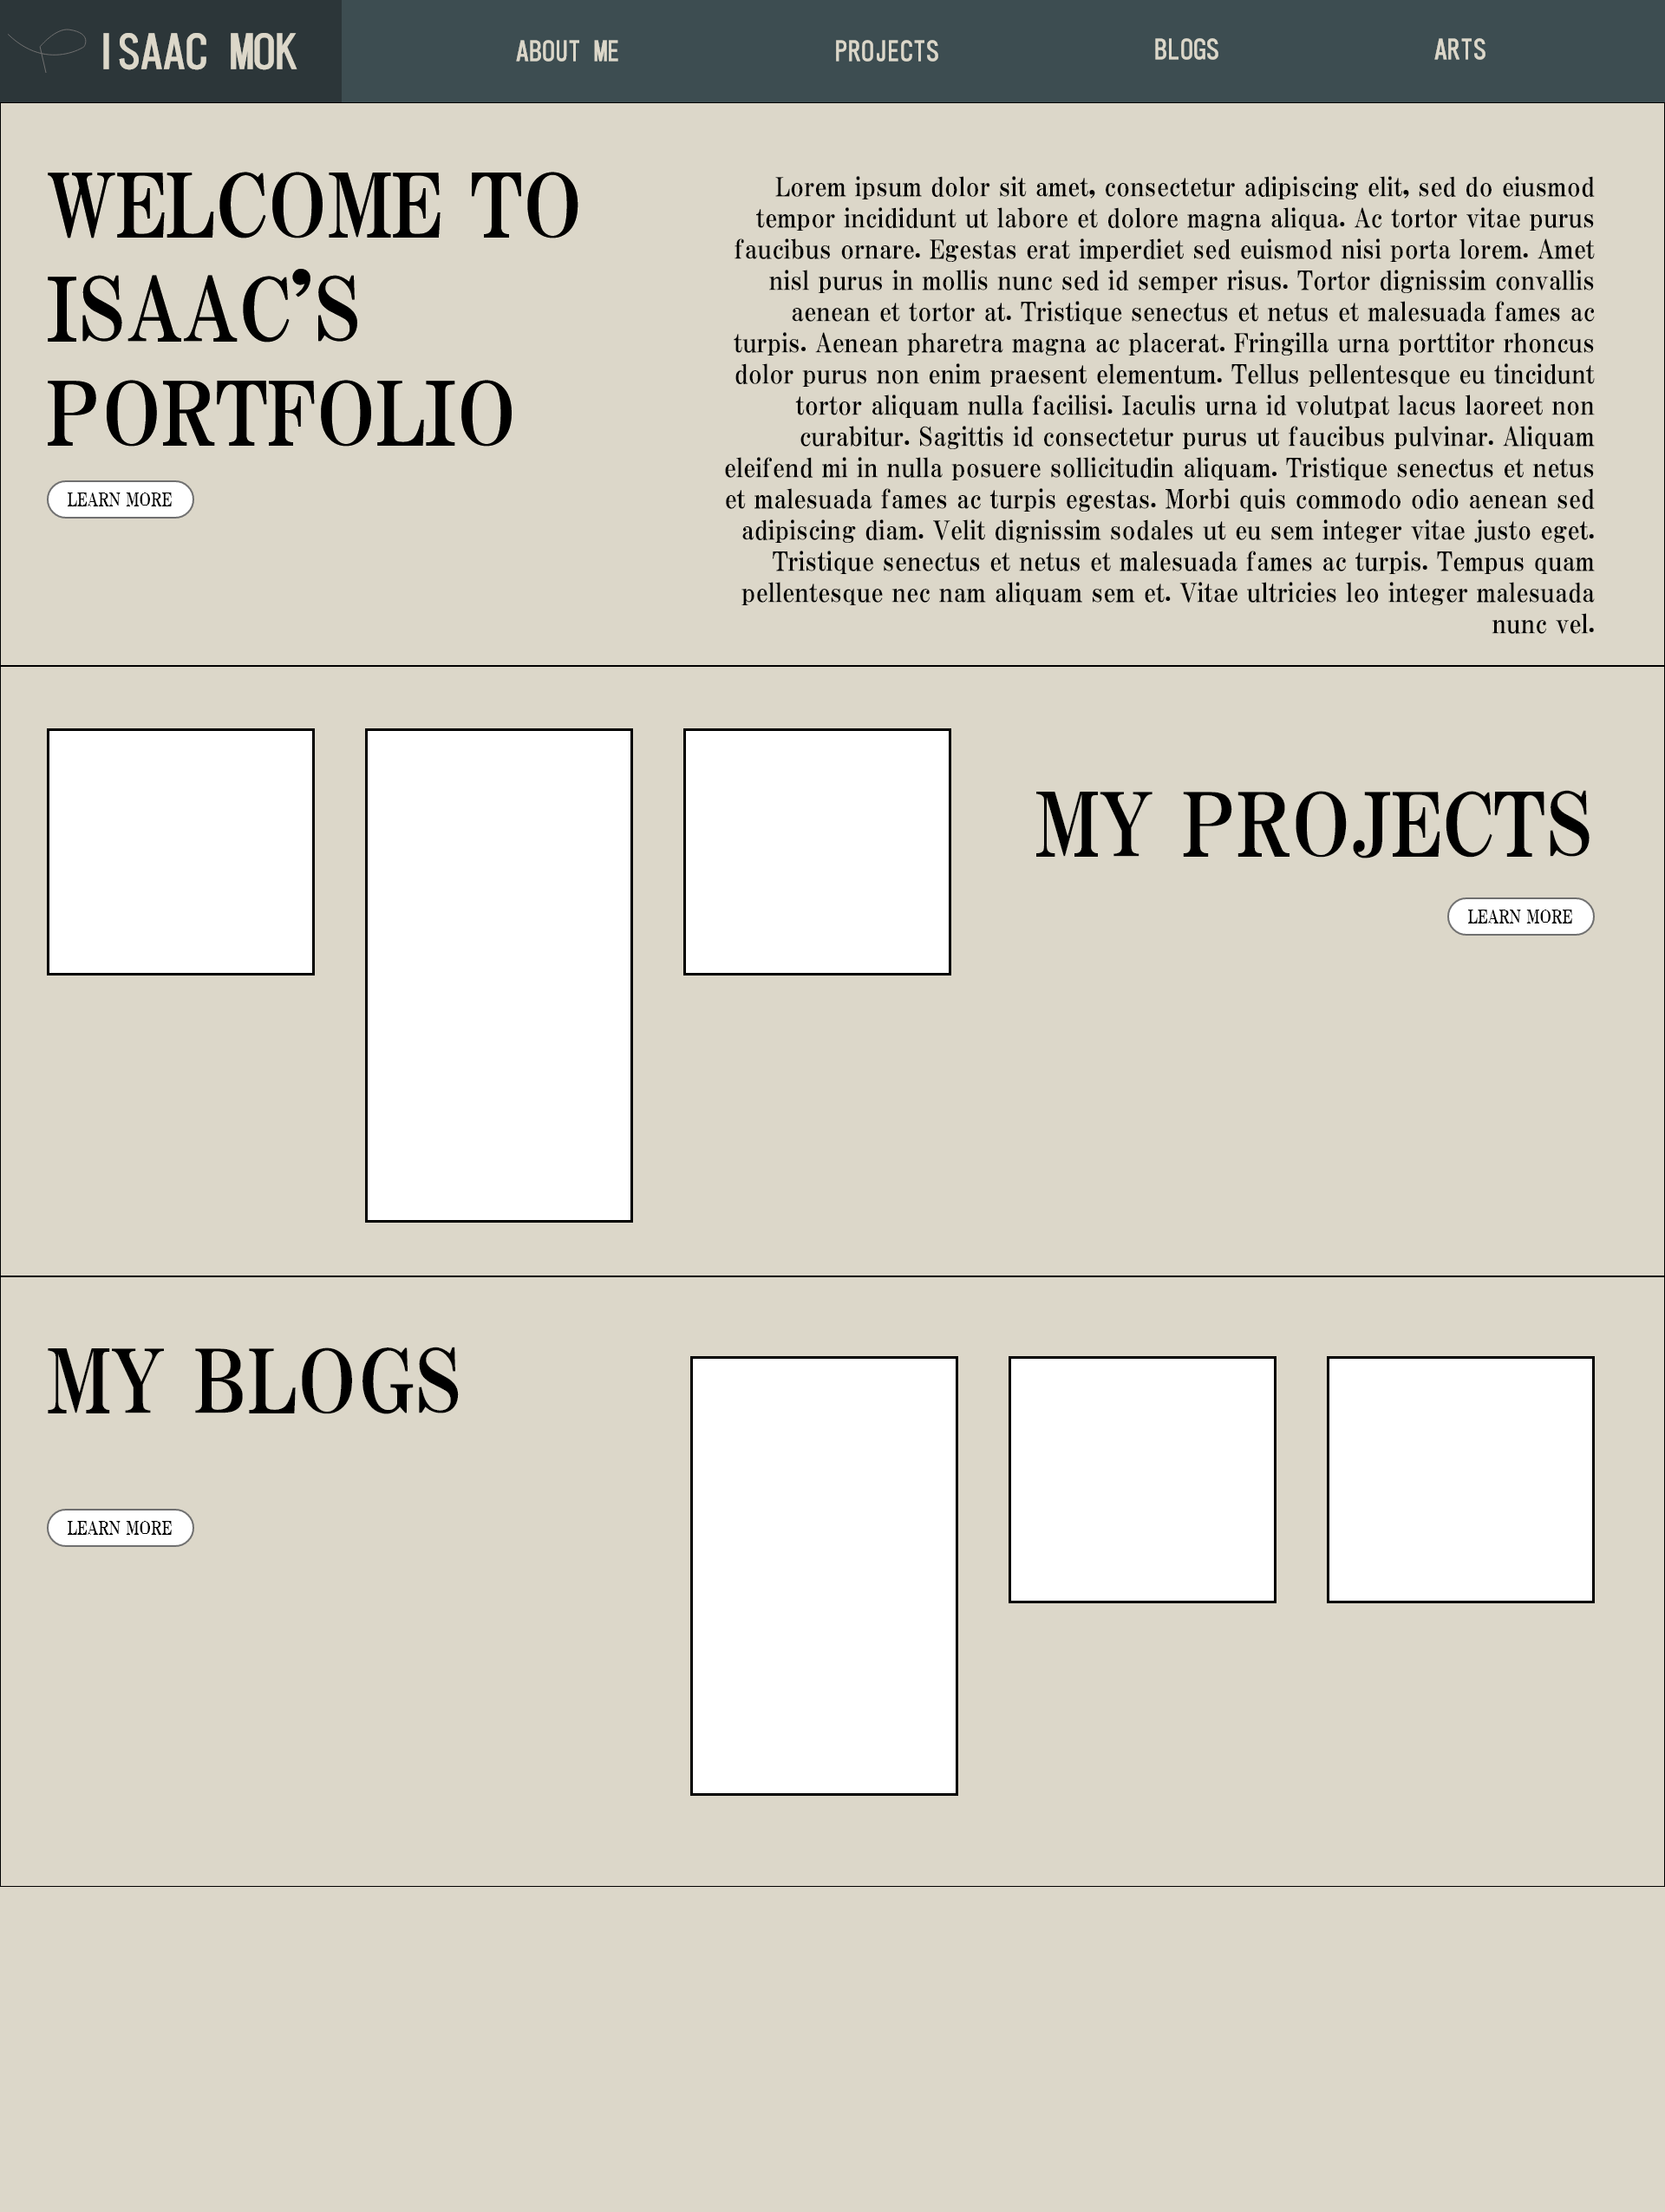 ISAAC MOK
ABOUT ME
PROJECTS
BLOGS
ARTS
WELCOME TO
ISAAC’S
PORTFOLIO
LEARN MORE
Lorem ipsum dolor sit amet, consectetur adipiscing elit, sed do eiusmod
tempor incididunt ut labore et dolore magna aliqua. Ac tortor vitae purus
faucibus ornare. Egestas erat imperdiet sed euismod nisi porta lorem. Amet
nisl purus in mollis nunc sed id semper risus. Tortor dignissim convallis
aenean et tortor at. Tristique senectus et netus et malesuada fames ac
turpis. Aenean pharetra magna ac placerat. Fringilla urna porttitor rhoncus
dolor purus non enim praesent elementum. Tellus pellentesque eu tincidunt
tortor aliquam nulla facilisi. Iaculis urna id volutpat lacus laoreet non
curabitur. Sagittis id consectetur purus ut faucibus pulvinar. Aliquam
eleifend mi in nulla posuere sollicitudin aliquam. Tristique senectus et netus
et malesuada fames ac turpis egestas. Morbi quis commodo odio aenean sed
adipiscing diam. Velit dignissim sodales ut eu sem integer vitae justo eget.
Tristique senectus et netus et malesuada fames ac turpis. Tempus quam
pellentesque nec nam aliquam sem et. Vitae ultricies leo integer malesuada
nunc vel.
MY PROJECTS
LEARN MORE
MY BLOGS
LEARN MORE